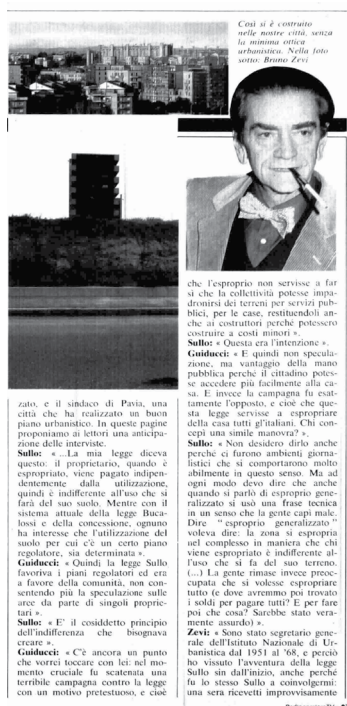 Così si è costruito
nelle nostre città, senza
la minima ottica
urbanistica. Nella foto
sotto: Bruno Zevi
zato, e il sindaco di Pavia, una
città che ha realizzato un buon
piano urbanistico. In queste pagine
proponiamo ai lettori una anticipa-
zione delle interviste.
Sullo: « ...La mia legge diceva
questo: il proprietario, quando è
espropriato, viene pagato indipen-
dentemente dalla utilizzazione,
quindi è indifferente all'uso che si
farà del suo suolo. Mentre con il
sistema attuale della legge Buca-
lossi e della concessione, ognuno
ha interesse che l'utilizzazione del
suolo per cui c'è un certo piano
regolatore, sia determinata ».
Guiducci: « Quindi la legge Sullo
favoriva i piani regolatori ed era
a favore della comunità, non con-
sentendo più la speculazione sulle
aree da parte di singoli proprie-
tari ».
Sullo: « E' il cosiddetto principio
dell'indifferenza che bisognava
creare ».
Guiducci: « C'è ancora un punto
che vorrei toccare con lei: nel mo-
mento cruciale fu scatenata una
terribile campagna contro la legge
con un motivo pretestuoso, e cioè
che l'esproprio non servisse a far
sì che la collettività potesse impa-
dronirsi dei terreni per servizi pub-
blici, per le case, restituendoli an-
che ai costruttori perché potessero
costruire a costi minori ».
Sullo: « Questa era l'intenzione ».
Guiducci: « E quindi non specula-
zione, ma vantaggio della mano
pubblica perché il cittadino potes-
se accedere più facilmente alla ca-
sa. E invece la campagna fu esat-
tamente l'opposto, e cioè che que-
sta legge servisse a espropriare
della casa tutti gl'italiani. Chi con-
cepì una simile manovra? ».
Sullo: « Non desidero dirlo anche
perché ci furono ambienti giorna-
listici che si comportarono molto
abilmente in questo senso. Ma ad
ogni modo devo dire che anche
quando si parlò di esproprio gene-
ralizzato si usò una frase tecnica
in un senso che la gente capì male.
Dire "esproprio generalizzato"
voleva dire: la zona si espropria
nel complesso in maniera che chi
viene espropriato è indifferente al-
l'uso che si fa del suo terreno.
(...) La gente rimase invece preoc-
cupata che si volesse espropriare
tutto (e dove avremmo poi trovato
i soldi per pagare tutti? E per fare
poi che cosa? Sarebbe stato vera-
mente assurdo) ».
Zevi: « Sono stato segretario gene-
rale dell'Istituto Nazionale di Ur-
banistica dal 1951 al '68, e perciò
ho vissuto l'avventura della legge
Sullo sin dall'inizio, anche perché
fu lo stesso Sullo a coinvolgermi:
una sera ricevetti improvvisamente